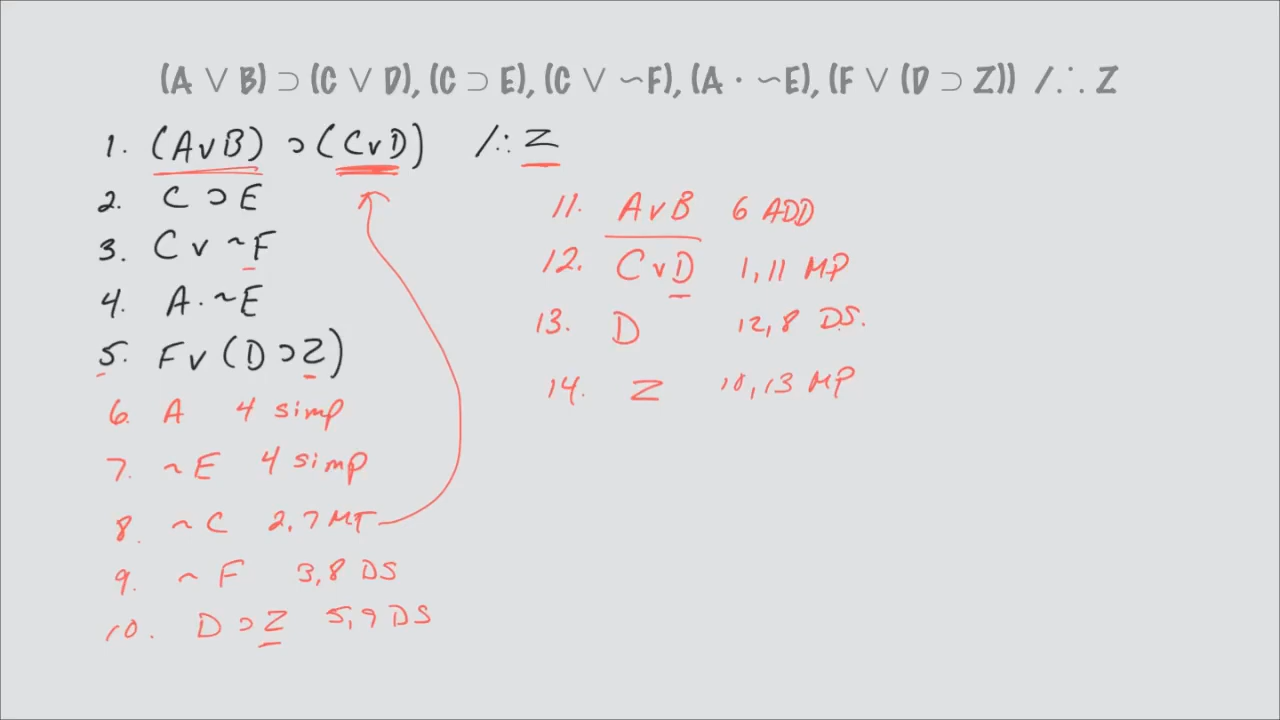 (A ∨ B) ⊃ (C ∨ D), (C ⊃ E), (C ∨ ∼F), (A · ∼E), (F ∨ (D ⊃ Z)) /∴ Z
1. (A∨B) ⊃ (C∨D) /∴ Z
2. C ⊃ E
3. C ∨ ~F
4. A · ~E
5. F∨ (D ⊃ Z)
6. A 4 simp
7. ~E 4 simp
8. ~C 2,7 MT
9. ~F 3,8 DS
10. D ⊃ Z 5,9 DS
11. A∨B 6 ADD
12. C∨D 1,11 MP
13. D 12,8 DS.
14. Z 10,13 MP